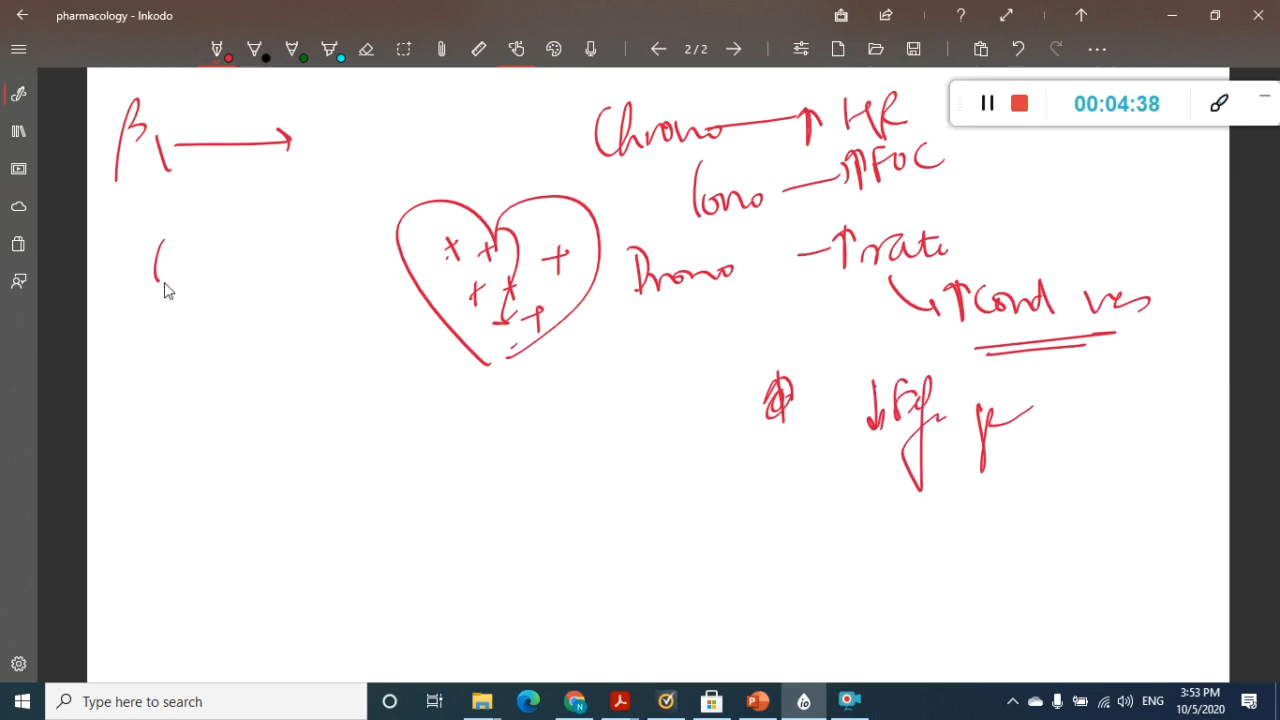 pharmacology - Inkodo
2/2
00:04:38
β1 →
Chrono → ↑ HR
Iono — ↑↑FOC
Drono — ↑rate
↑Cond ves
Type here to search
ENG
3:53 PM
10/5/2020